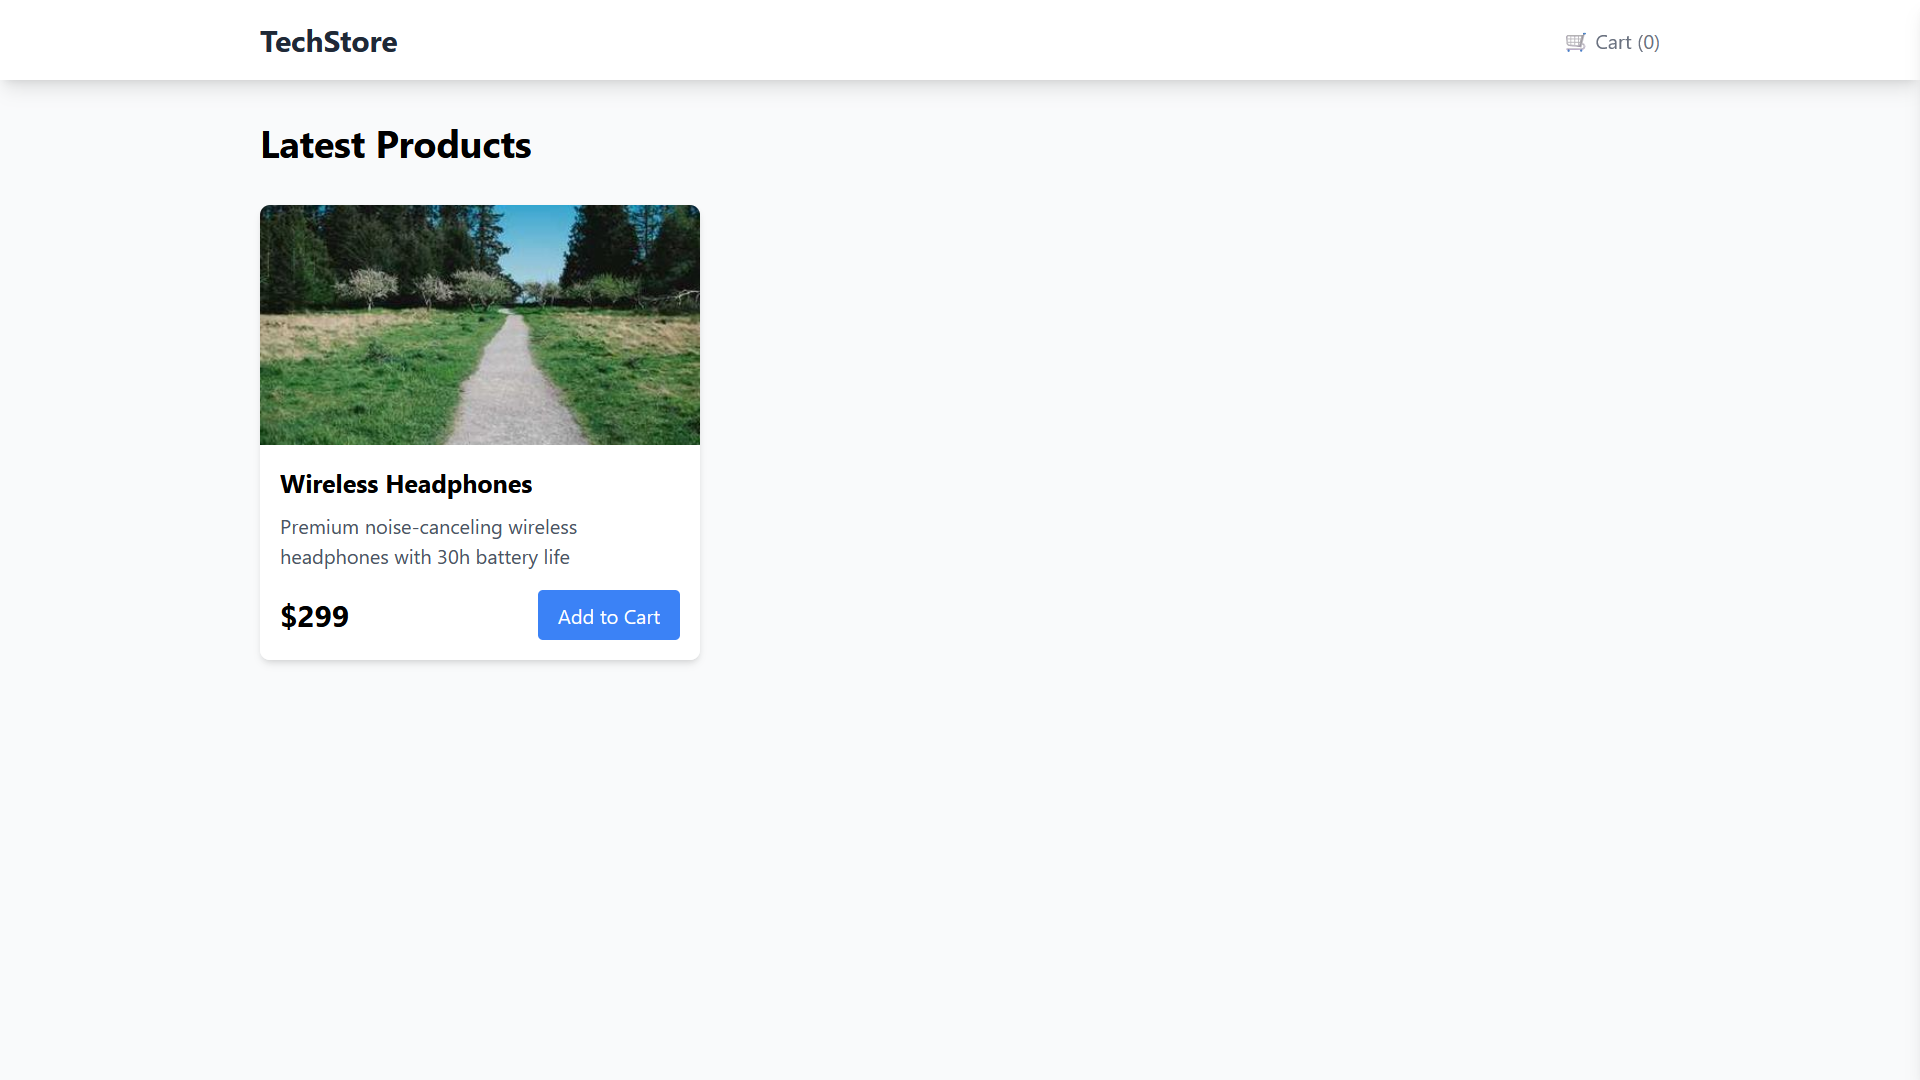 TechStore
🛒 Cart (0)
Latest Products
Wireless Headphones
Premium noise-canceling wireless
headphones with 30h battery life
$299
Add to Cart